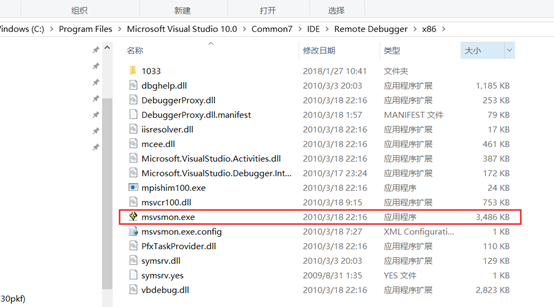 组织 新建 打开 选择
indows (C:) > Program Files > Microsoft Visual Studio 10.0 > Common7 > IDE > Remote Debugger > x86 >
名称 修改日期 类型 大小
1033 2018/1/27 10:41 文件夹
dbghelp.dll 2010/3/3 20:03 应用程序扩展 1,185 KB
DebuggerProxy.dll 2010/3/18 22:16 应用程序扩展 253 KB
DebuggerProxy.dll.manifest 2010/3/18 1:57 MANIFEST 文件 79 KB
iisresolver.dll 2010/3/18 22:16 应用程序扩展 17 KB
mcee.dll 2010/3/18 22:16 应用程序扩展 461 KB
Microsoft.VisualStudio.Activities.dll 2010/3/18 22:16 应用程序扩展 387 KB
Microsoft.VisualStudio.Debugger.Int... 2010/3/17 23:24 应用程序扩展 172 KB
mpishim100.exe 2010/3/18 22:16 应用程序 24 KB
msvcr100.dll 2010/3/18 9:15 应用程序扩展 753 KB
msvsmon.exe 2010/3/18 22:16 应用程序 3,486 KB
msvsmon.exe.config 2010/3/18 7:27 XML Configurati... 1 KB
PfxTaskProvider.dll 2010/3/18 22:16 应用程序扩展 110 KB
symsrv.dll 2010/3/3 20:03 应用程序扩展 129 KB
symsrv.yes 2009/8/31 1:35 YES 文件 1 KB
vbdebug.dll 2010/3/18 22:16 应用程序扩展 2,823 KB
30pkf)